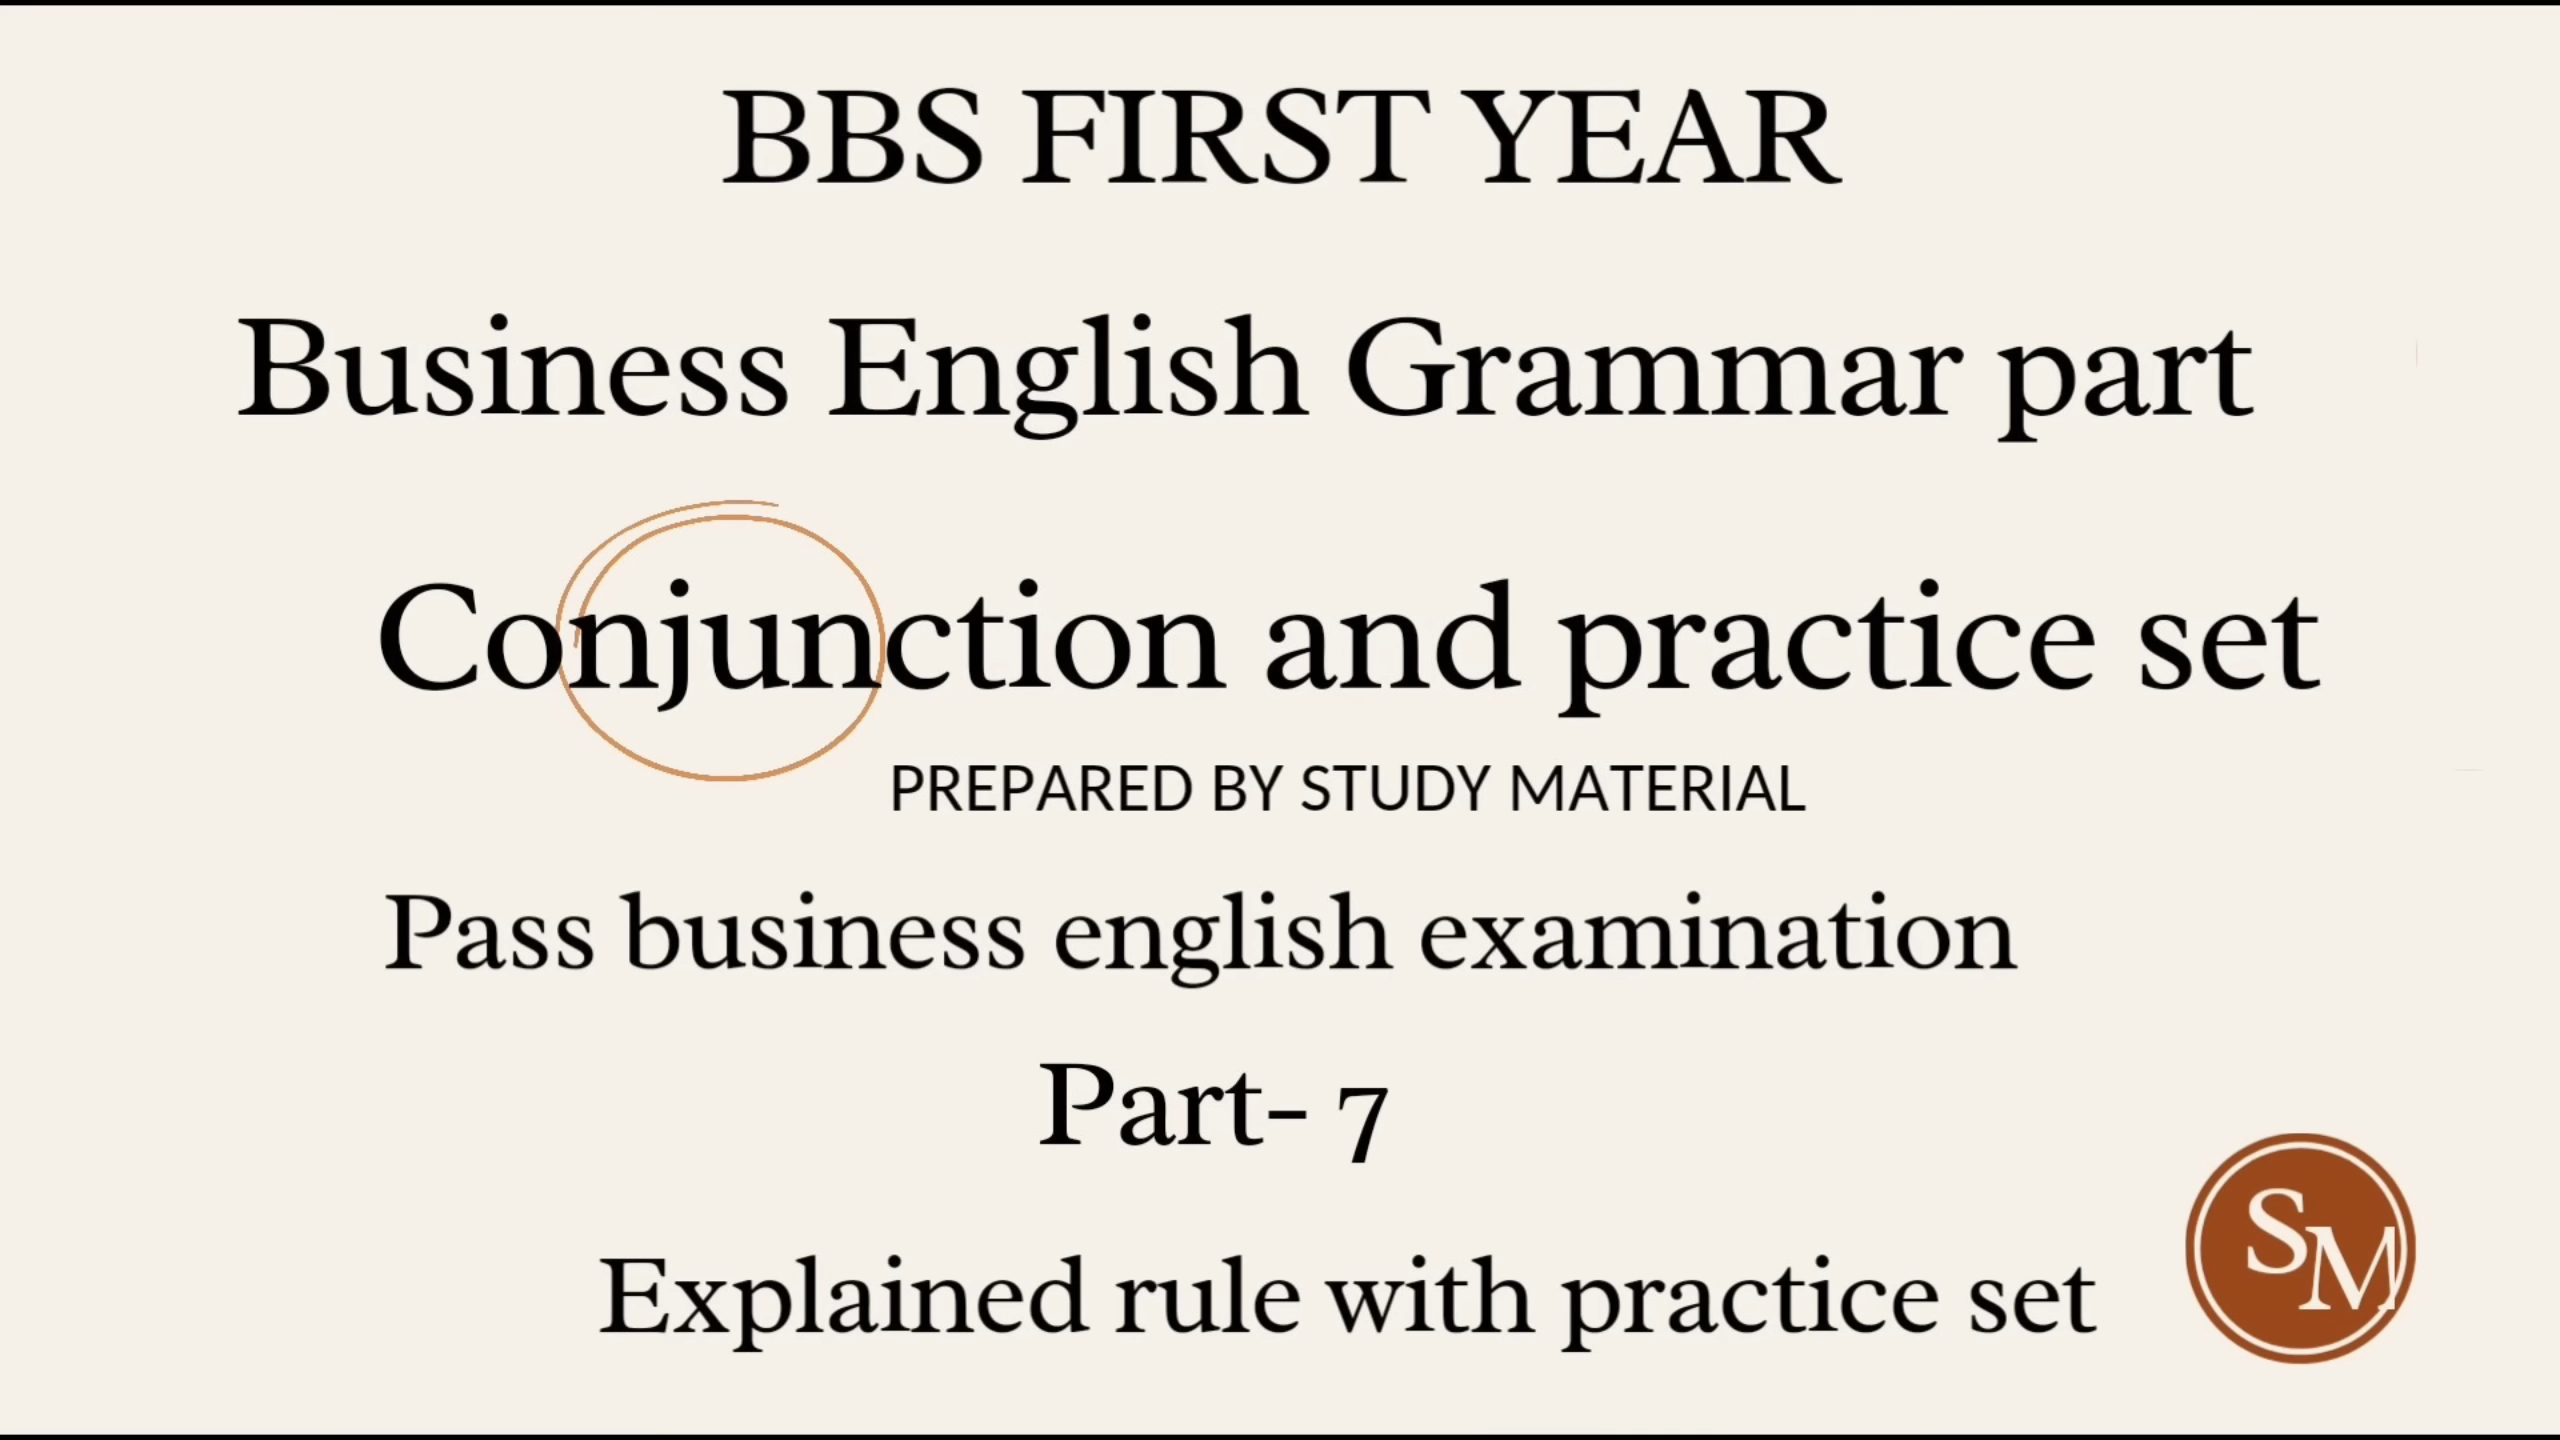 BBS FIRST YEAR
Business English Grammar part
Conjunction and practice set
PREPARED BY STUDY MATERIAL
Pass business english examination
Part- 7
Explained rule with practice set
SM